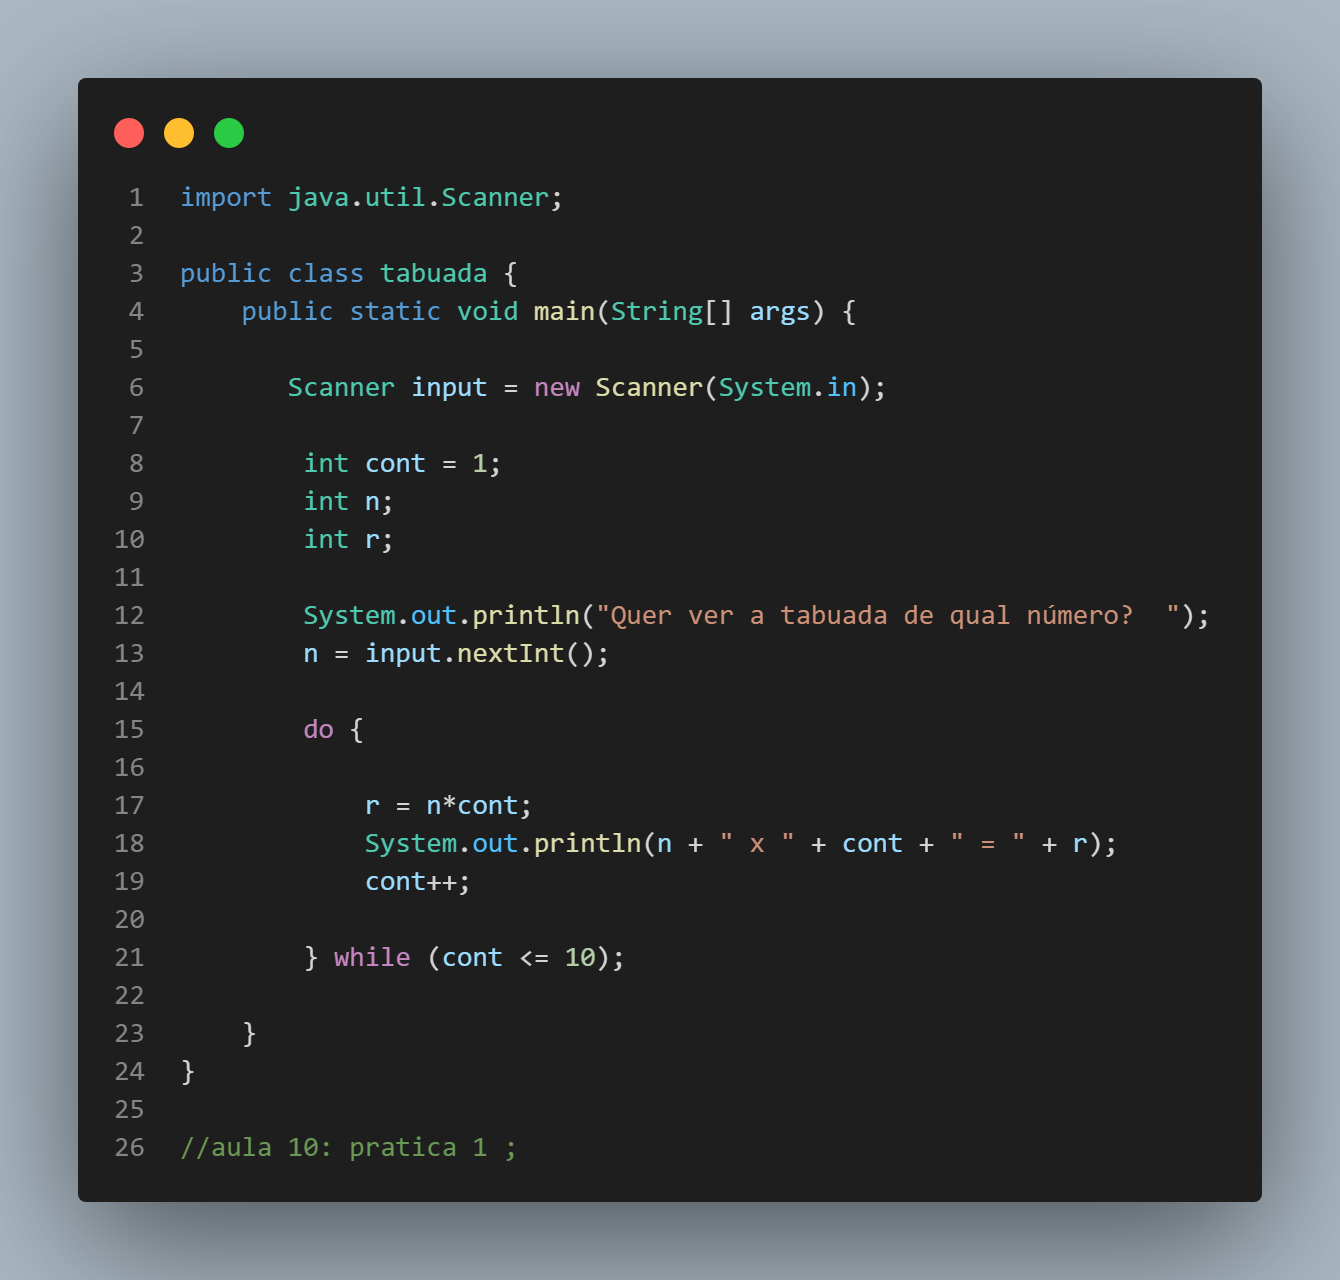 1 import java.util.Scanner;
2
3 public class tabuada {
4     public static void main(String[] args) {
5
6        Scanner input = new Scanner(System.in);
7
8         int cont = 1;
9         int n;
10         int r;
11
12         System.out.println("Quer ver a tabuada de qual número?  ");
13         n = input.nextInt();
14
15         do {
16
17             r = n*cont;
18             System.out.println(n + " x " + cont + " = " + r);
19             cont++;
20
21         } while (cont <= 10);
22
23     }
24 }
25
26 //aula 10: pratica 1 ;